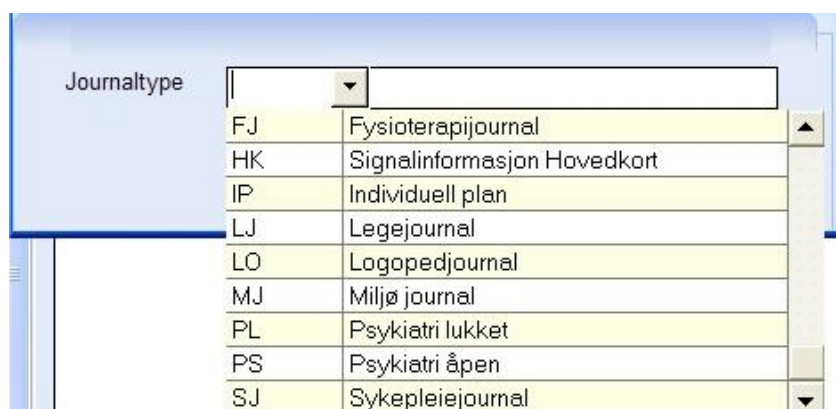 Journaltype
FJ Fysioterapijournal
HK Signalinformasjon Hovedkort
IP Individuell plan
LJ Legejournal
LO Logopedjournal
MJ Miljø journal
PL Psykiatri lukket
PS Psykiatri åpen
SJ Sykepleiejournal